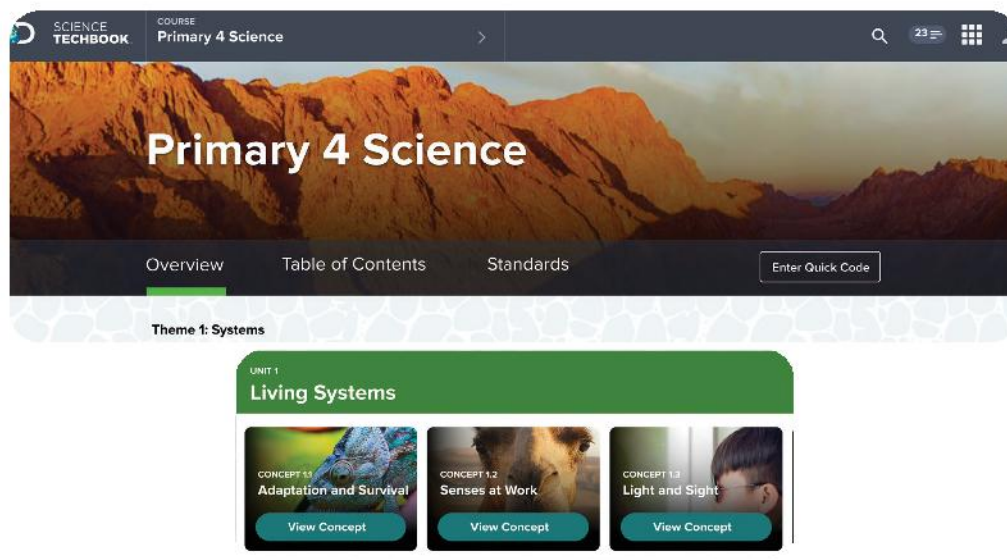 SCIENCE
TECHBOOK
COURSE
Primary 4 Science
23
Primary 4 Science
Overview
Table of Contents
Standards
Enter Quick Code
Theme 1: Systems
UNIT 1
Living Systems
CONCEPT 1.1
Adaptation and Survival
View Concept
CONCEPT 1.2
Senses at Work
View Concept
CONCEPT 1.3
Light and Sight
View Concept